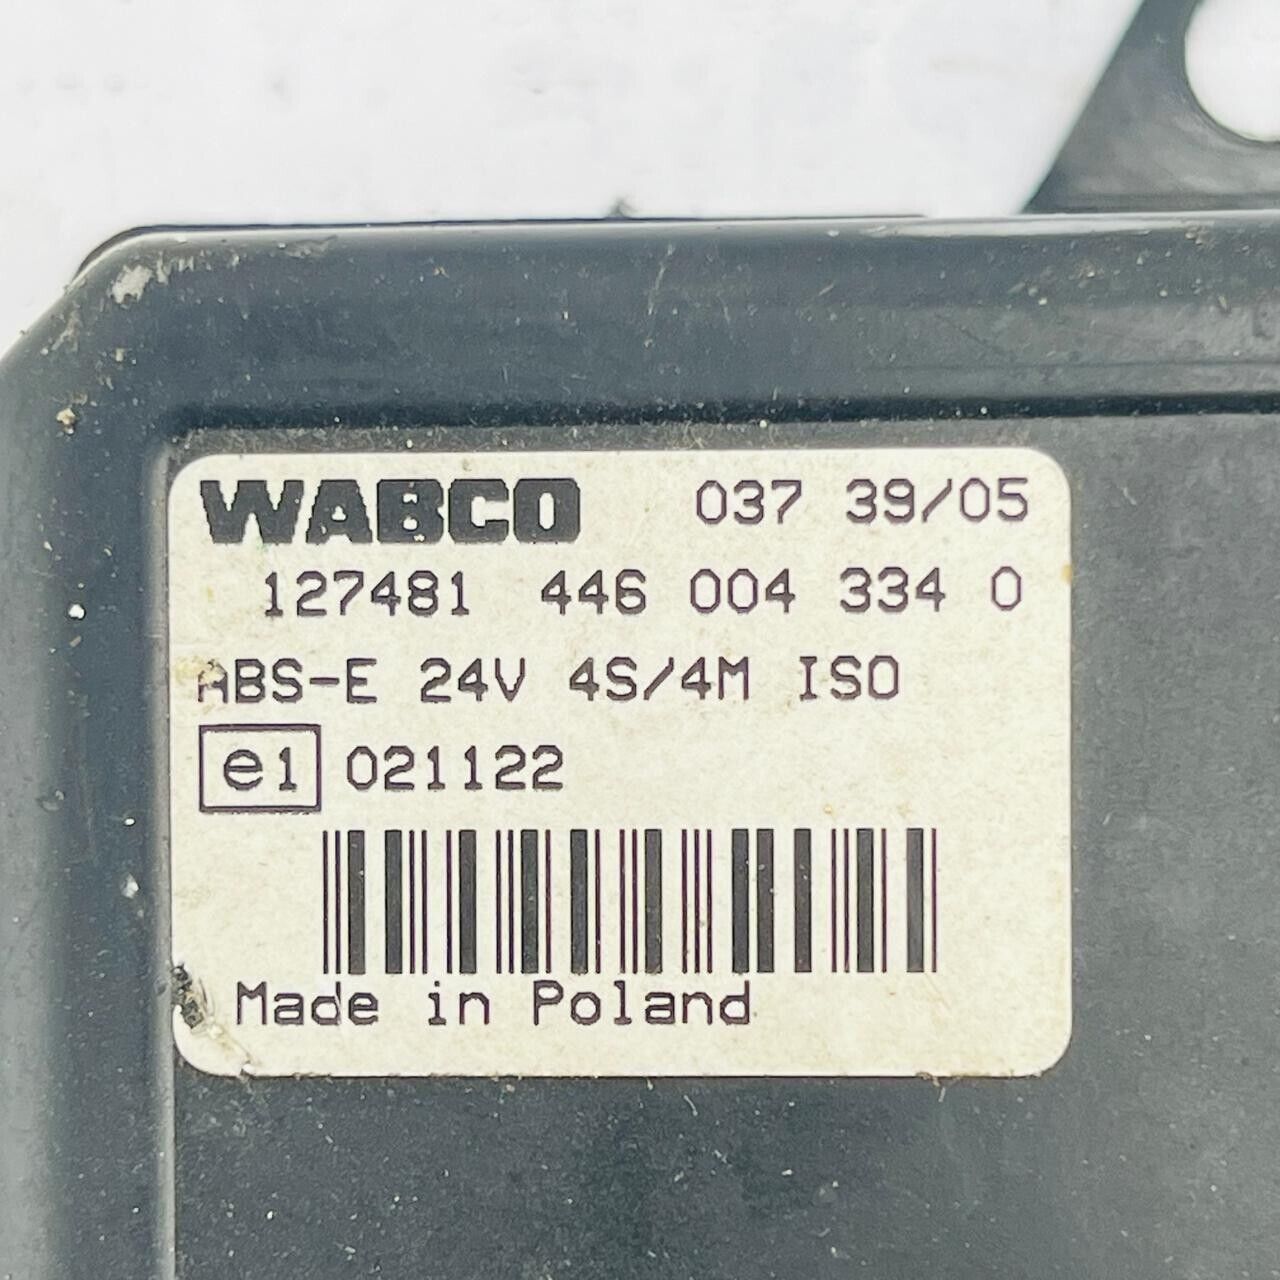 WABCO 037 39/05
127481 446 004 334 0
ABS-E 24V 4S/4M ISO
e1 021122
Made in Poland